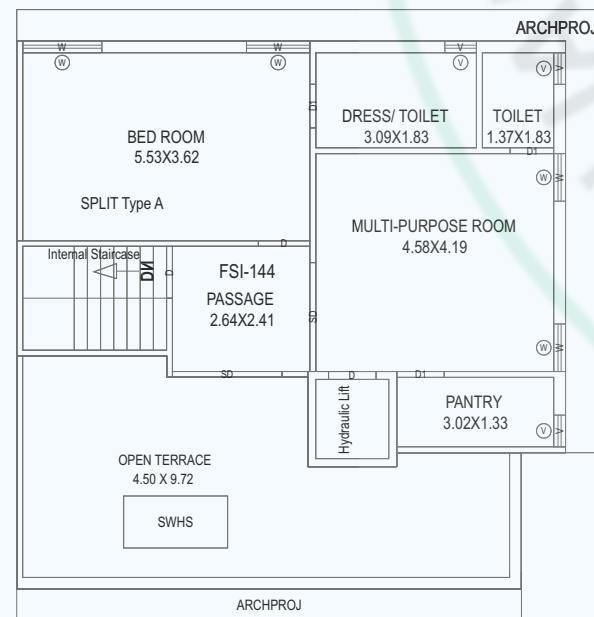 ARCHPROJ
W
W
V
V
V
D1
BED ROOM
5.53X3.62
DRESS/ TOILET
3.09X1.83
TOILET
1.37X1.83
D1
W
W
SPLIT Type A
MULTI-PURPOSE ROOM
4.58X4.19
Internal Staircase
DN
D
D
FSI-144
PASSAGE
2.64X2.41
SD
W
W
SD
D
D1
Hydraulic Lift
PANTRY
3.02X1.33
V
V
OPEN TERRACE
4.50 X 9.72
SWHS
ARCHPROJ